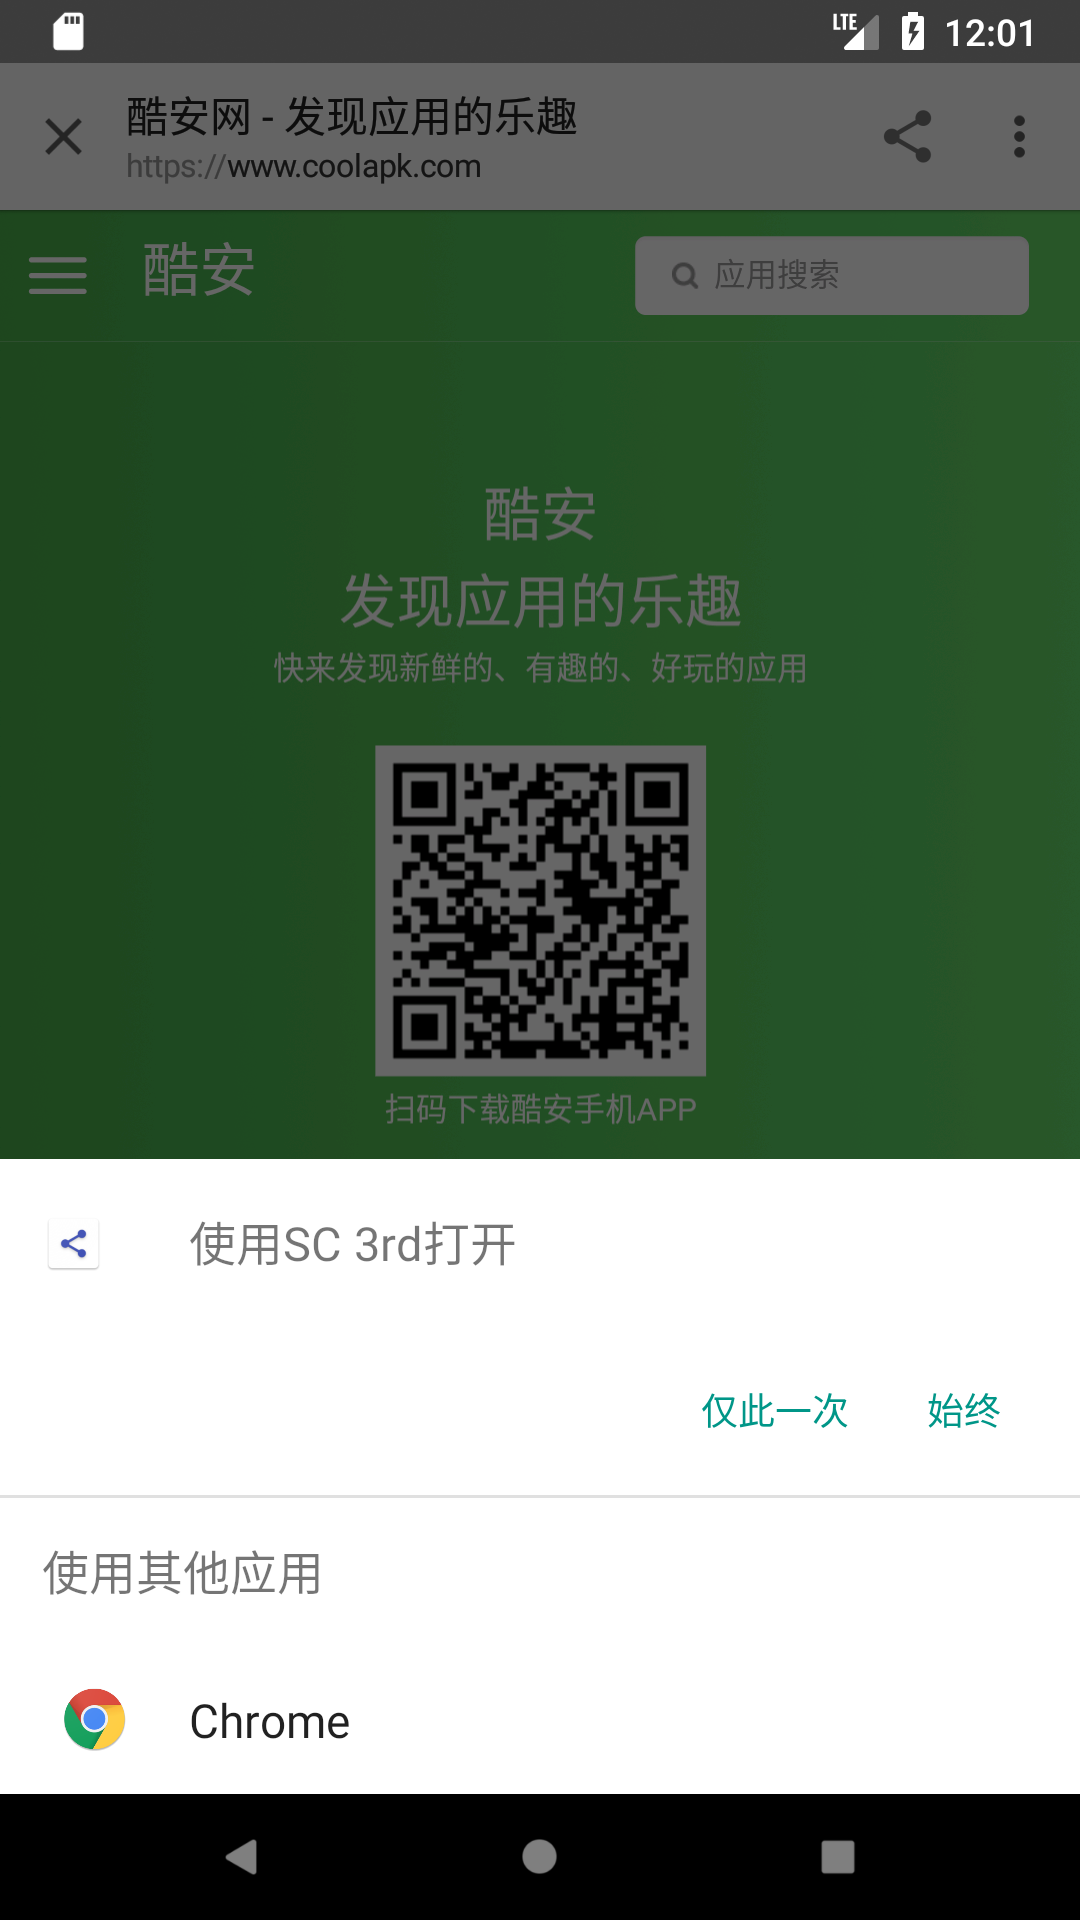 LTE 12:01
酷安网 - 发现应用的乐趣
https://www.coolapk.com
酷安
应用搜索
酷安
发现应用的乐趣
快来发现新鲜的、有趣的、好玩的应用
扫码下载酷安手机APP
使用SC 3rd打开
仅此一次 始终
使用其他应用
Chrome